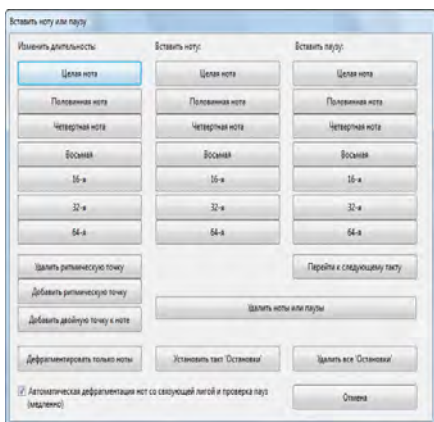 Вставить ноту или паузу
Изменить длительность: Вставить ноту: Вставить паузу:
Целая нота Целая нота Целая нота
Половинная нота Половинная нота Половинная нота
Четвертная нота Четвертная нота Четвертная нота
Восьмая Восьмая Восьмая
16-я 16-я 16-я
32-я 32-я 32-я
64-я 64-я 64-я
Удалить ритмическую точку Перейти к следующему такту
Добавить ритмическую точку
Удалить ноты или паузы
Добавить двойную точку к ноте
Дефрагментировать только ноты Установить такт 'Остановки' Удалить все 'Остановки'
Автоматическая дефрагментация нот со связующей лигой и проверка пауз
(медленно)
Отмена